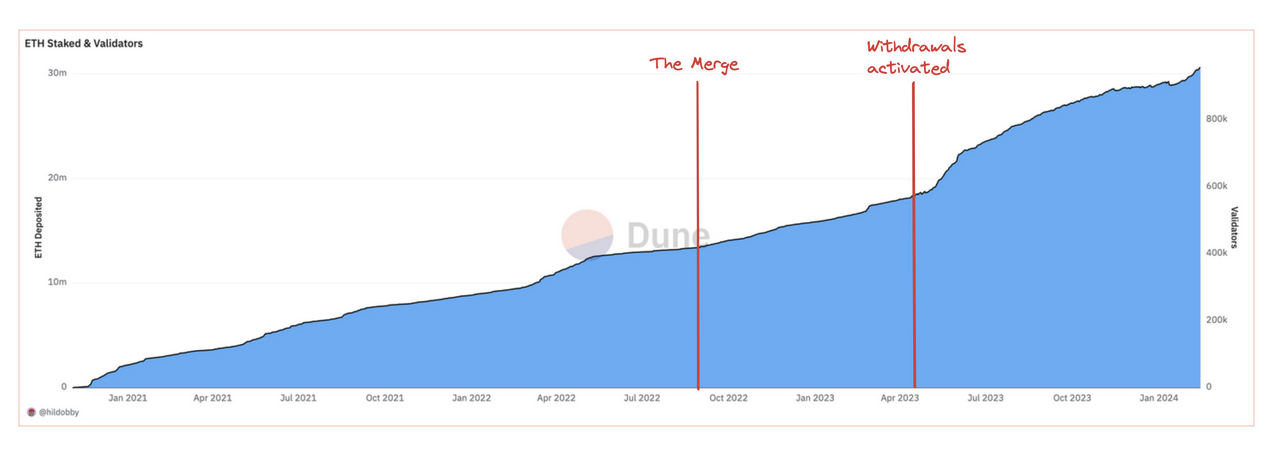 ETH Staked & Validators
The Merge
Withdrawals
activated
30m
20m
10m
0
ETH Deposited
800k
600k
400k
200k
0
Validators
Dune
Jan 2021 Apr 2021 Jul 2021 Oct 2021 Jan 2022 Apr 2022 Jul 2022 Oct 2022 Jan 2023 Apr 2023 Jul 2023 Oct 2023 Jan 2024
@hildobby